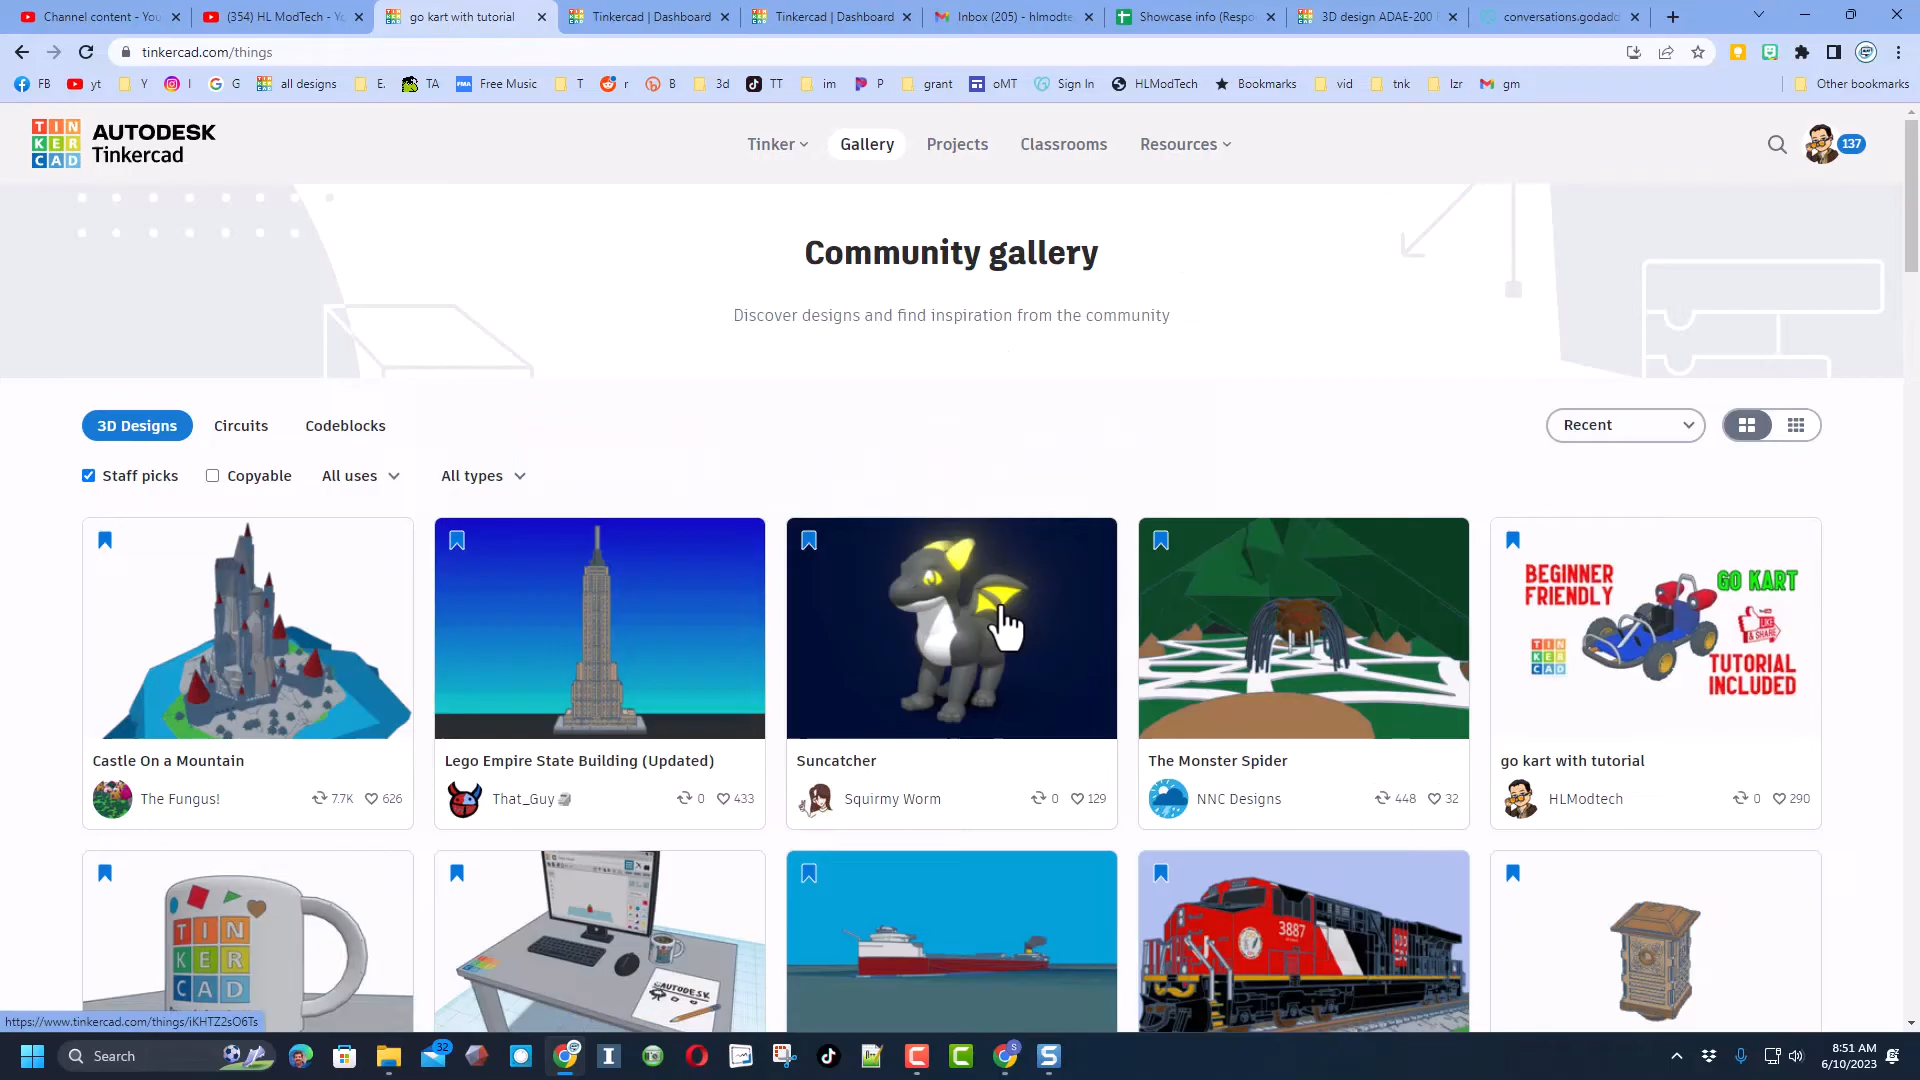 Channel content - You
(354) HL ModTech - Yo
go kart with tutorial
Tinkercad | Dashboard
Tinkercad | Dashboard
Inbox (205) - hlmodte
Showcase info (Respo
3D design ADAE-200
conversations.godadd
tinkercad.com/things
FB
yt
Y
I
G
all designs
E.
TA
Free Music
T
r
B
3d
TT
im
P
grant
oMT
Sign In
HLModTech
Bookmarks
vid
tnk
lzr
gm
Other bookmarks
TIN
KER
CAD
AUTODESK
Tinkercad
Tinker
Gallery
Projects
Classrooms
Resources
137
Community gallery
Discover designs and find inspiration from the community
3D Designs
Circuits
Codeblocks
Recent
Staff picks
Copyable
All uses
All types
BEGINNER
FRIENDLY
GO KART
LIKE
& SHARE
TIN
KER
CAD
TUTORIAL
INCLUDED
Castle On a Mountain
The Fungus!
7.7K
626
Lego Empire State Building (Updated)
That_Guy
0
433
Suncatcher
Squirmy Worm
0
129
The Monster Spider
NNC Designs
448
32
go kart with tutorial
HLModtech
0
290
TIN
KER
CAD
AUTODESK
3887
https://www.tinkercad.com/things/iKHTZ2sO6Ts
Search
32
S
8:51 AM
6/10/2023